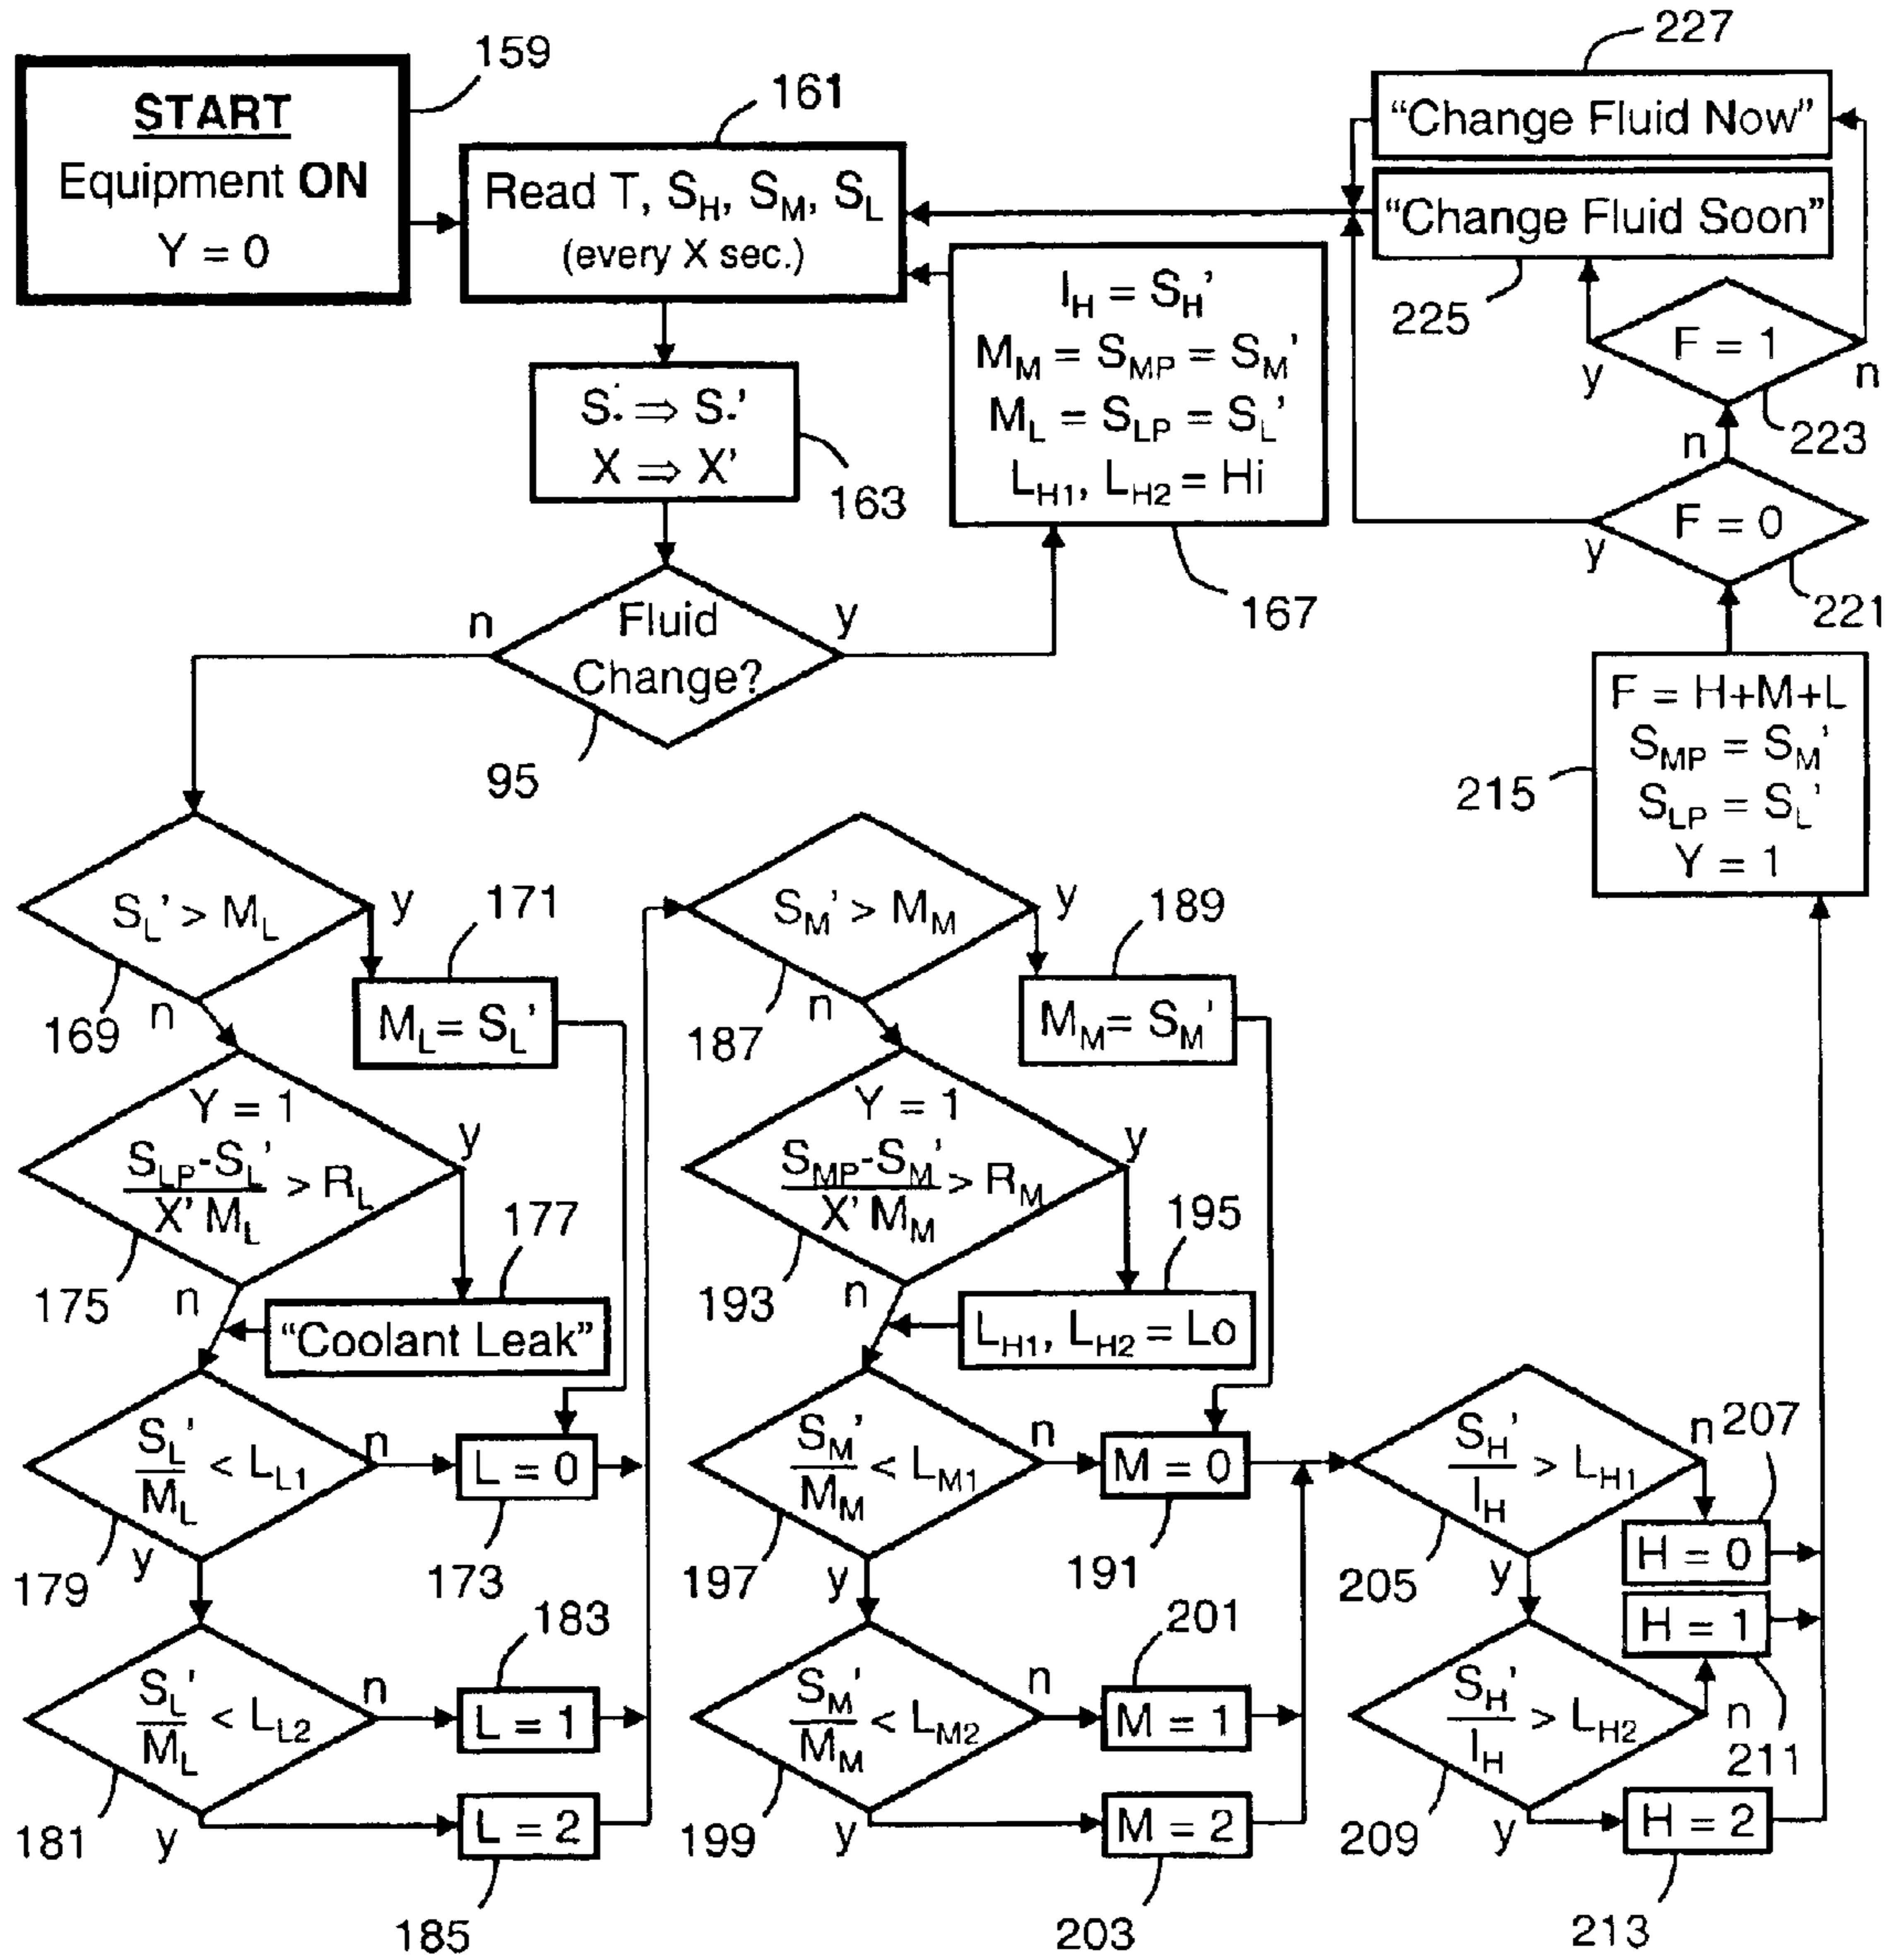 159
START
Equipment ON
Y = 0
161
Read T, S_H, S_M, S_L
(every X sec.)
227
"Change Fluid Now"
"Change Fluid Soon"
225
I_H = S_H'
M_M = S_MP = S_M'
M_L = S_LP = S_L'
L_H1, L_H2 = Hi
167
S. ⇒ S.'
X ⇒ X'
163
F = 1
y
n
223
n
F = 0
y
221
n
Fluid
Change?
y
95
F = H+M+L
S_MP = S_M'
S_LP = S_L'
Y = 1
215
S_L' > M_L
y
169
n
171
M_L = S_L'
Y = 1
S_LP-S_L'
X' M_L
> R_L
y
175
n
177
"Coolant Leak"
S_L'
M_L
< L_L1
n
179
y
L = 0
173
S_L'
M_L
< L_L2
n
181
y
183
L = 1
L = 2
185
S_M' > M_M
y
187
n
189
M_M = S_M'
Y = 1
S_MP-S_M'
X' M_M
> R_M
y
193
n
195
L_H1, L_H2 = Lo
S_M'
M_M
< L_M1
n
197
y
M = 0
191
S_M'
M_M
< L_M2
n
199
y
201
M = 1
M = 2
203
S_H'
I_H
> L_H1
n
205
y
207
H = 0
H = 1
211
S_H'
I_H
> L_H2
n
209
y
H = 2
213